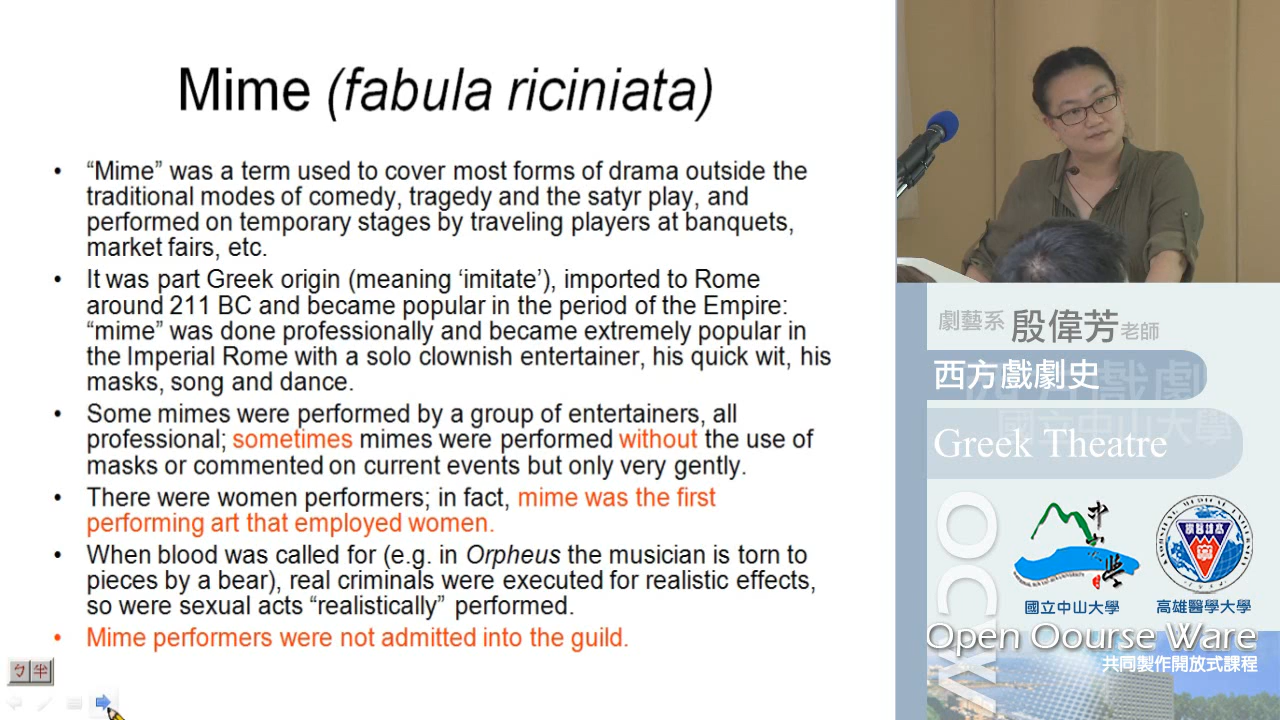 Mime (fabula riciniata)
• “Mime” was a term used to cover most forms of drama outside the
traditional modes of comedy, tragedy and the satyr play, and
performed on temporary stages by traveling players at banquets,
market fairs, etc.
• It was part Greek origin (meaning ‘imitate’), imported to Rome
around 211 BC and became popular in the period of the Empire:
“mime” was done professionally and became extremely popular in
the Imperial Rome with a solo clownish entertainer, his quick wit, his
masks, song and dance.
• Some mimes were performed by a group of entertainers, all
professional; sometimes mimes were performed without the use of
masks or commented on current events but only very gently.
• There were women performers; in fact, mime was the first
performing art that employed women.
• When blood was called for (e.g. in Orpheus the musician is torn to
pieces by a bear), real criminals were executed for realistic effects,
so were sexual acts “realistically” performed.
• Mime performers were not admitted into the guild.
ㄅ半
劇藝系 殷偉芳老師
西方戲劇史
Greek Theatre
OCW
國立中山大學
高雄醫學大學
Open Oourse Ware
共同製作開放式課程